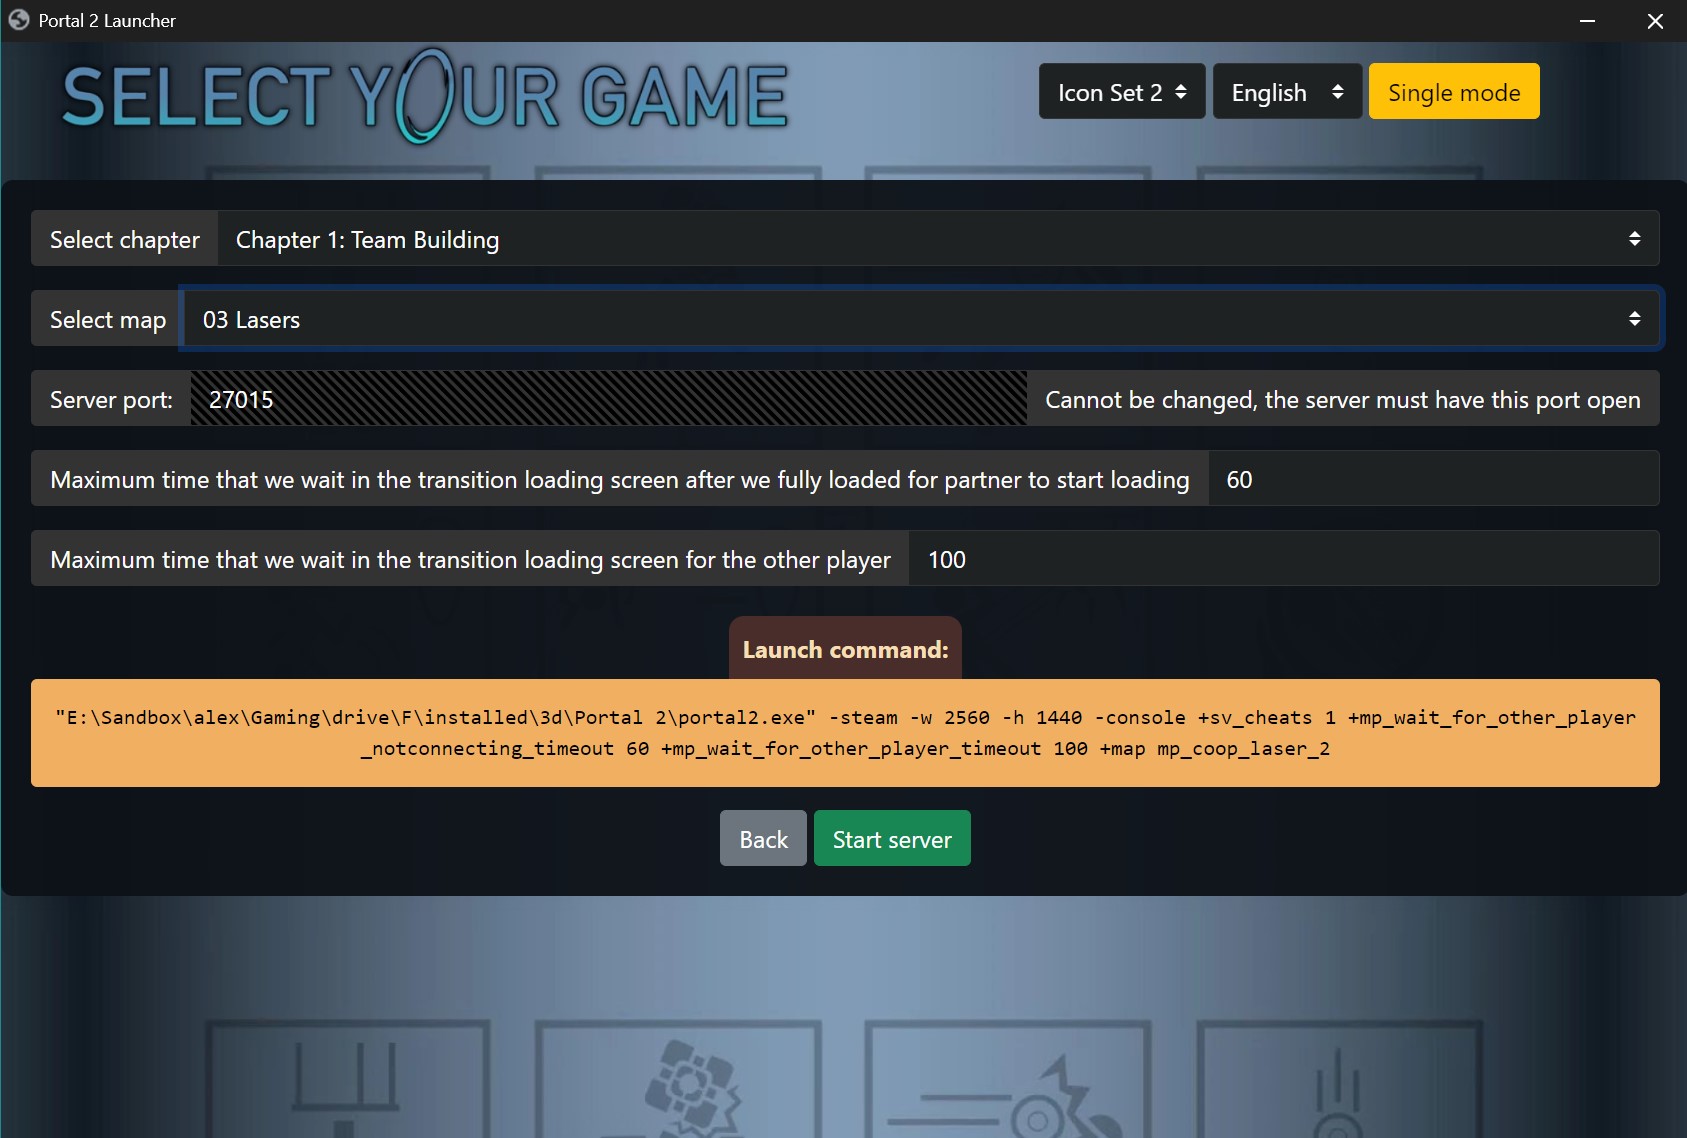 Portal 2 Launcher
SELECT YOUR GAME
Icon Set 2
English
Single mode
Select chapter
Chapter 1: Team Building
Select map
03 Lasers
Server port:
27015
Cannot be changed, the server must have this port open
Maximum time that we wait in the transition loading screen after we fully loaded for partner to start loading
60
Maximum time that we wait in the transition loading screen for the other player
100
Launch command:
"E:\Sandbox\alex\Gaming\drive\F\installed\3d\Portal 2\portal2.exe" -steam -w 2560 -h 1440 -console +sv_cheats 1 +mp_wait_for_other_player
_notconnecting_timeout 60 +mp_wait_for_other_player_timeout 100 +map mp_coop_laser_2
Back
Start server